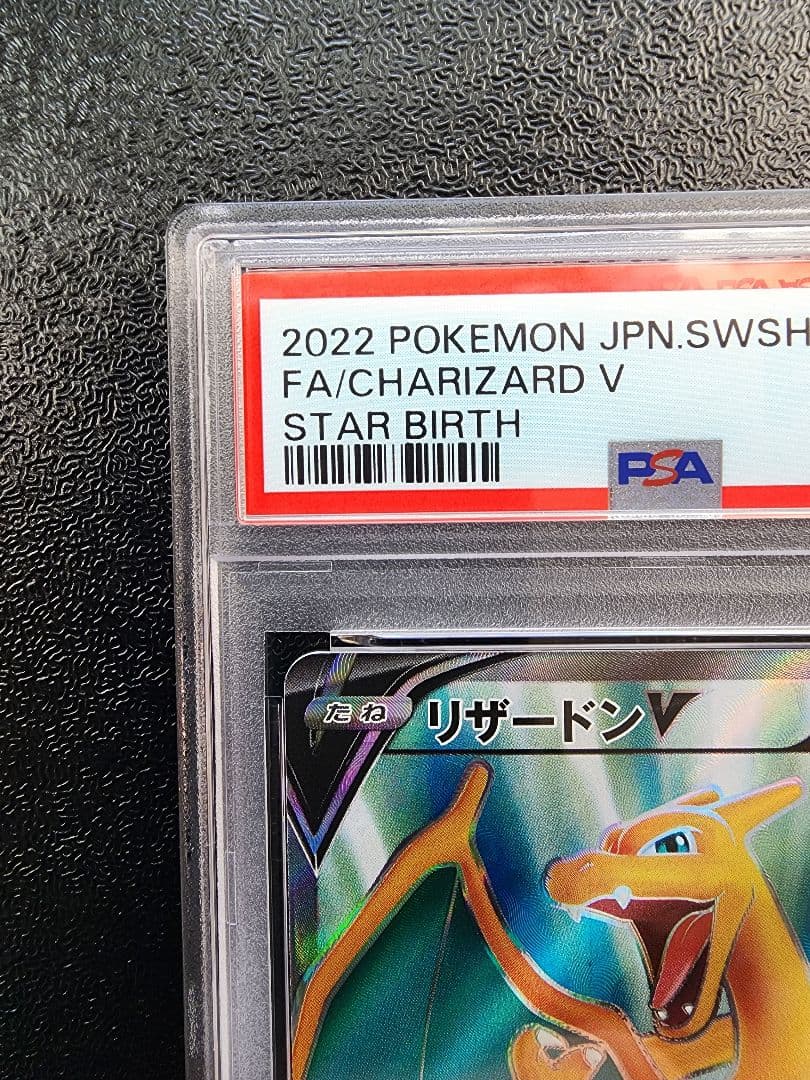 2022 POKEMON JPN.SWSH
FA/CHARIZARD V
STAR BIRTH
PSA
たね リザードンV